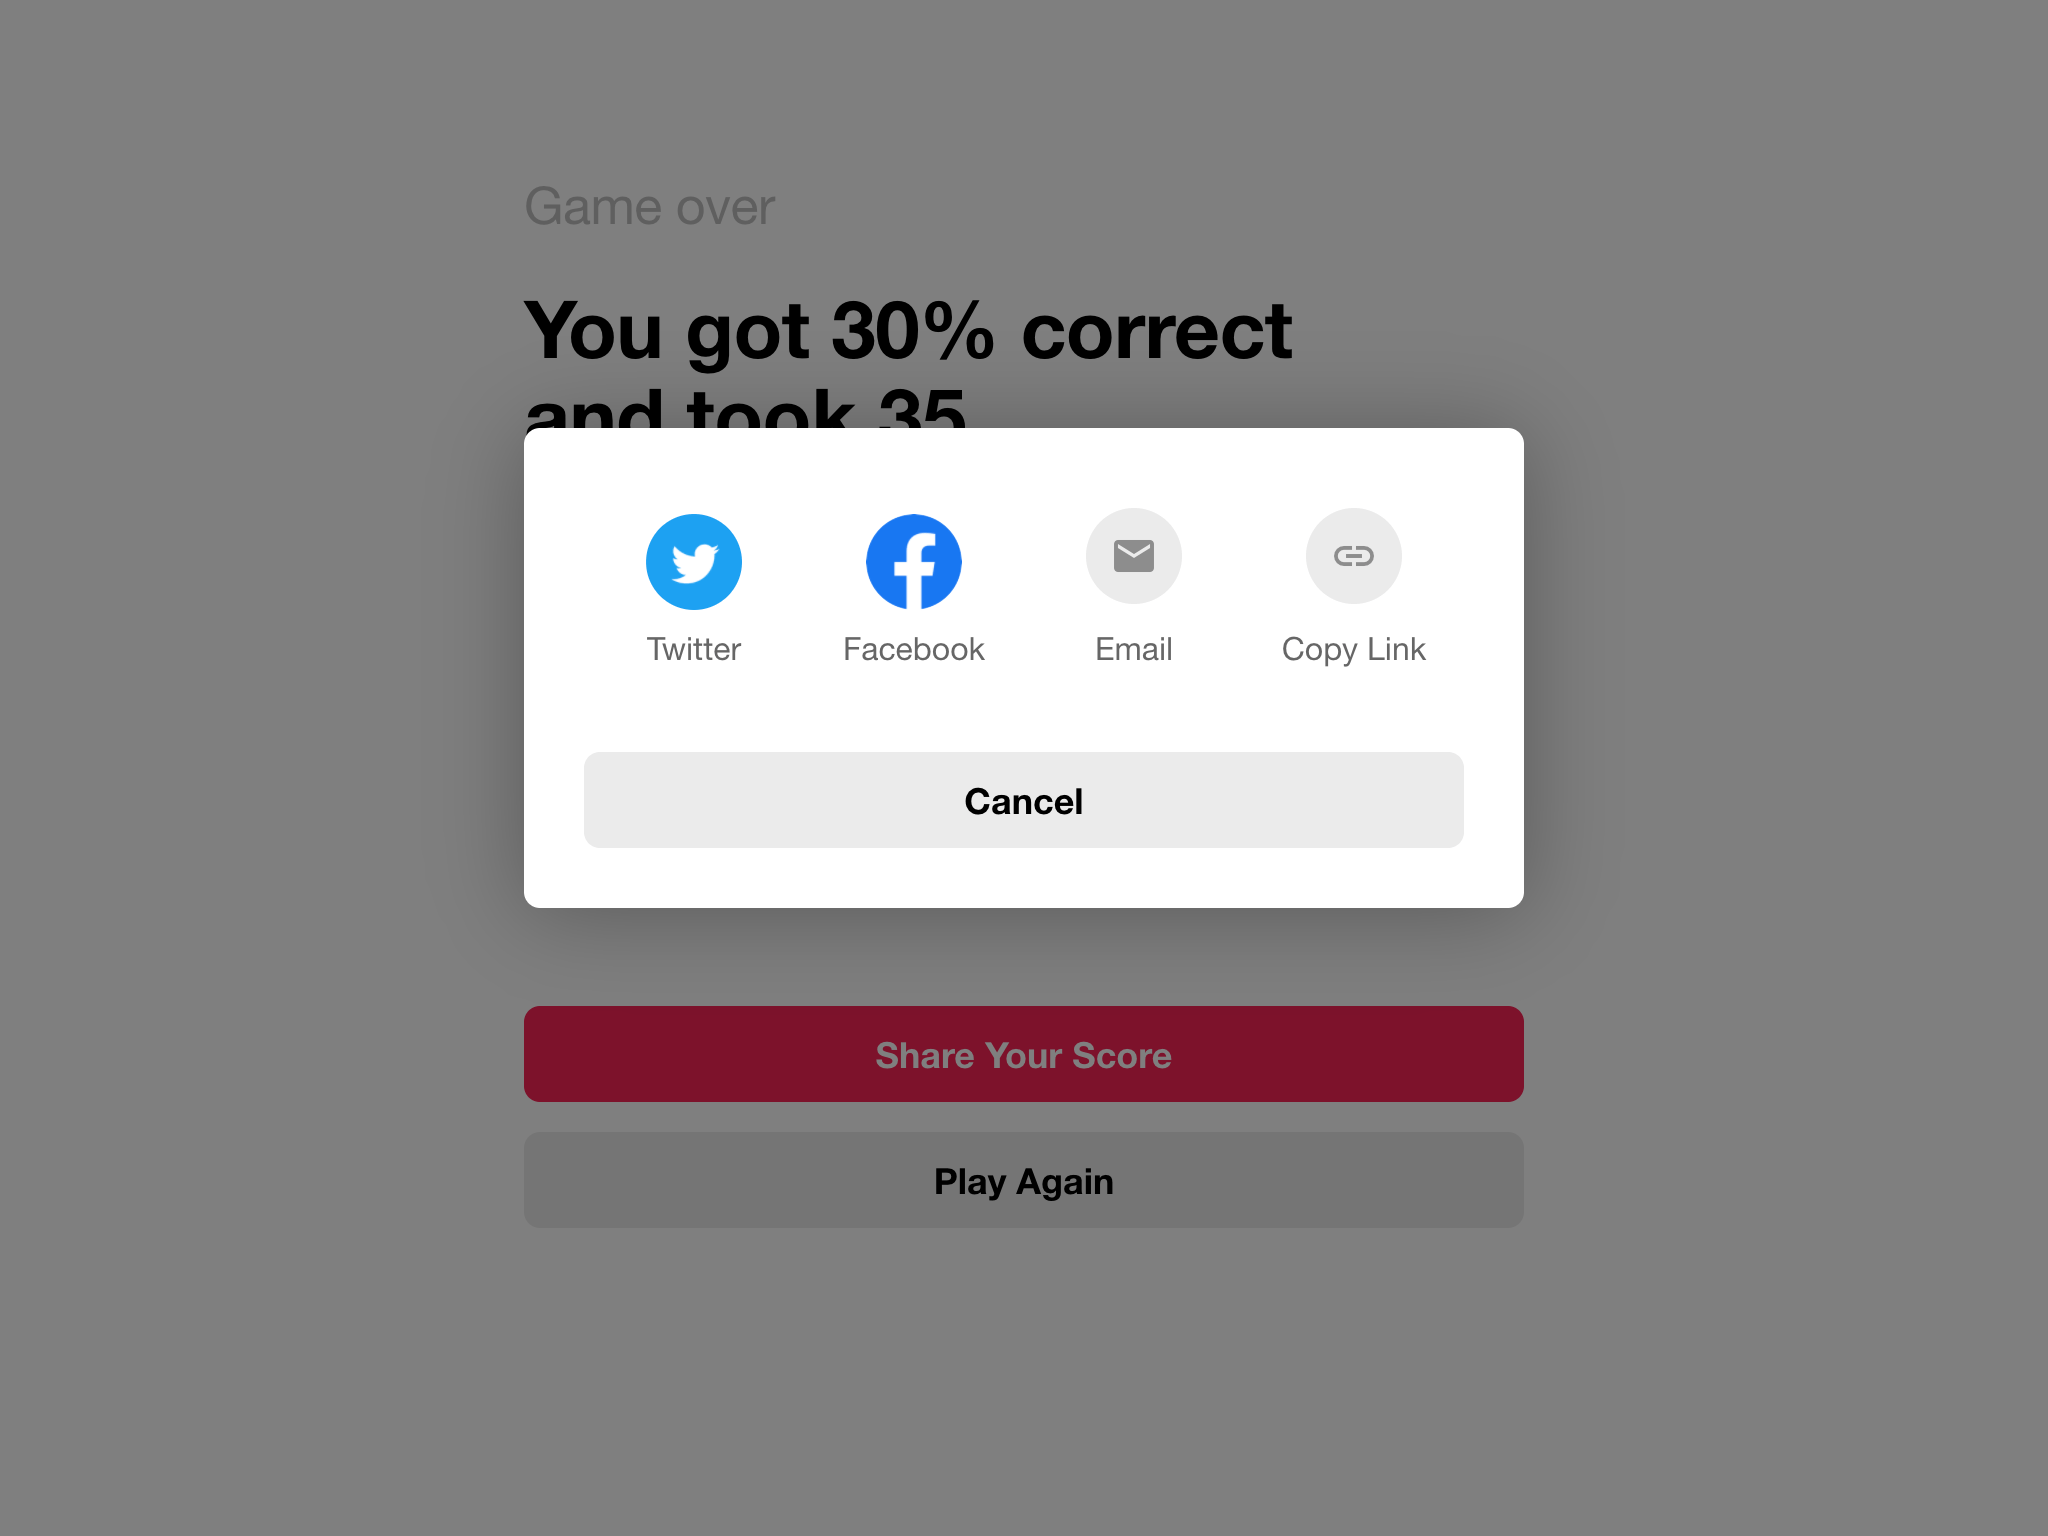 Game over
You got 30% correct
and took 35
Twitter
Facebook
Email
Copy Link
Cancel
Share Your Score
Play Again